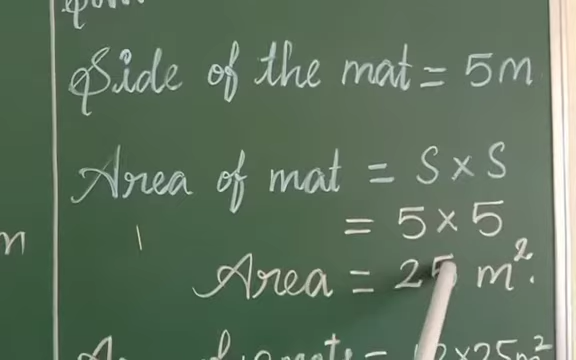 Side of the mat = 5m
Area of mat = S × S
= 5 × 5
Area = 25 m².
m